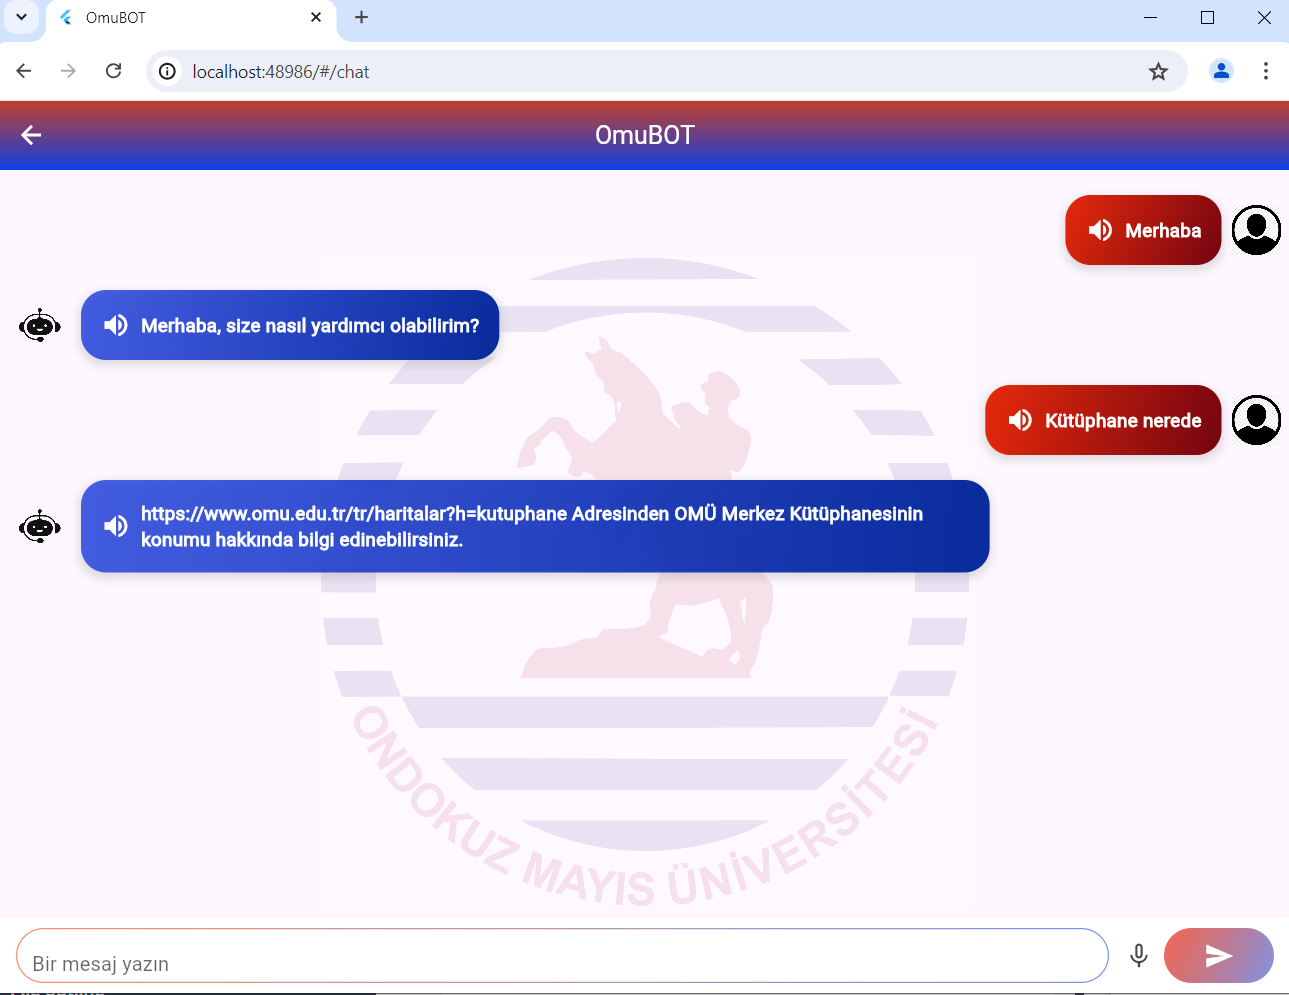 OmuBOT
localhost:48986/#/chat
OmuBOT
Merhaba
Merhaba, size nasıl yardımcı olabilirim?
Kütüphane nerede
https://www.omu.edu.tr/tr/haritalar?h=kutuphane Adresinden OMÜ Merkez Kütüphanesinin
konumu hakkında bilgi edinebilirsiniz.
ONDOKUZ MAYIS ÜNİVERSİTESİ
Bir mesaj yazın